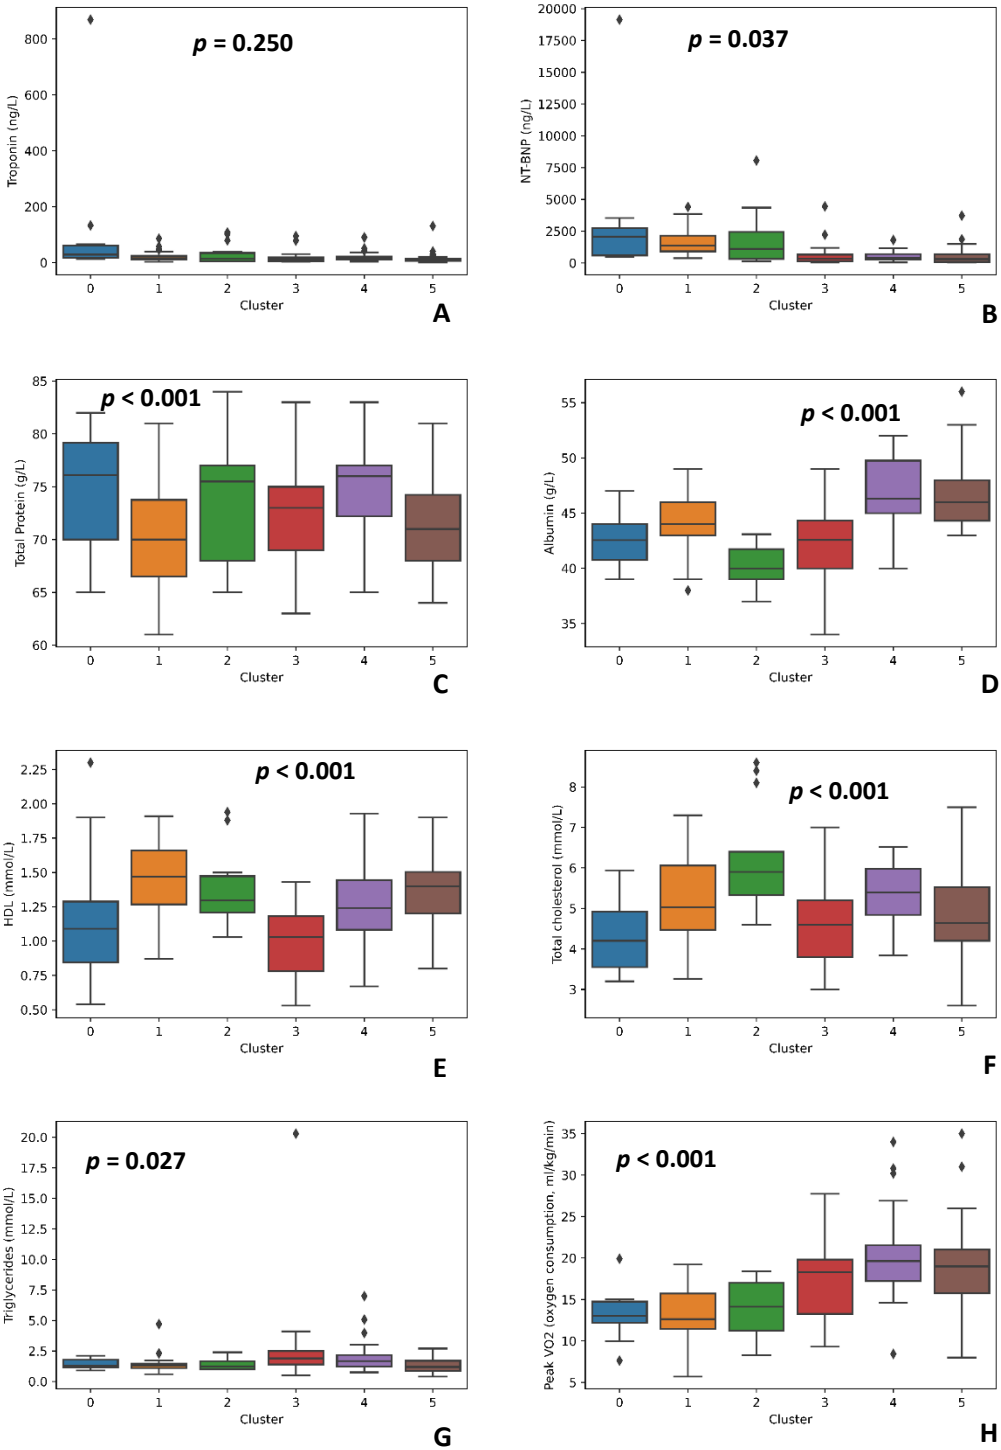 p = 0.250
800
600
400
200
0
Troponin (ng/L)
0 1 2 3 4 5
Cluster
A
p = 0.037
20000
17500
15000
12500
10000
7500
5000
2500
0
NT-BNP (ng/L)
0 1 2 3 4 5
Cluster
B
p < 0.001
85
80
75
70
65
60
Total Protein (g/L)
0 1 2 3 4 5
Cluster
C
p < 0.001
55
50
45
40
35
Albumin (g/L)
0 1 2 3 4 5
Cluster
D
p < 0.001
2.25
2.00
1.75
1.50
1.25
1.00
0.75
0.50
HDL (mmol/L)
0 1 2 3 4 5
Cluster
E
p < 0.001
8
7
6
5
4
3
Total cholesterol (mmol/L)
0 1 2 3 4 5
Cluster
F
p = 0.027
20.0
17.5
15.0
12.5
10.0
7.5
5.0
2.5
0.0
Triglycerides (mmol/L)
0 1 2 3 4 5
Cluster
G
p < 0.001
35
30
25
20
15
10
5
Peak VO2 (oxygen consumption, ml/kg/min)
0 1 2 3 4 5
Cluster
H